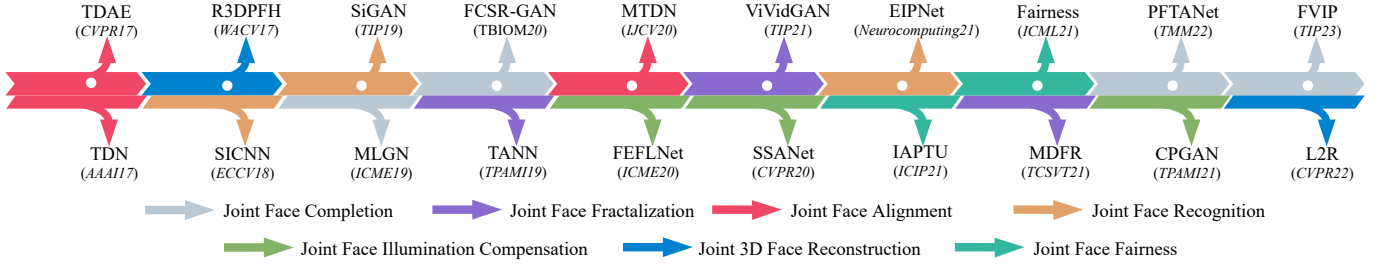 TDAE
(CVPR17)
R3DPFH
(WACV17)
SiGAN
(TIP19)
FCSR-GAN
(TBIOM20)
MTDN
(IJCV20)
ViVidGAN
(TIP21)
EIPNet
(Neurocomputing21)
Fairness
(ICML21)
PFTANet
(TMM22)
FVIP
(TIP23)
TDN
(AAAI17)
SICNN
(ECCV18)
MLGN
(ICME19)
TANN
(TPAMI19)
FEFLNet
(ICME20)
SSANet
(CVPR20)
IAPTU
(ICIP21)
MDFR
(TCSVT21)
CPGAN
(TPAMI21)
L2R
(CVPR22)
Joint Face Completion
Joint Face Fractalization
Joint Face Alignment
Joint Face Recognition
Joint Face Illumination Compensation
Joint 3D Face Reconstruction
Joint Face Fairness